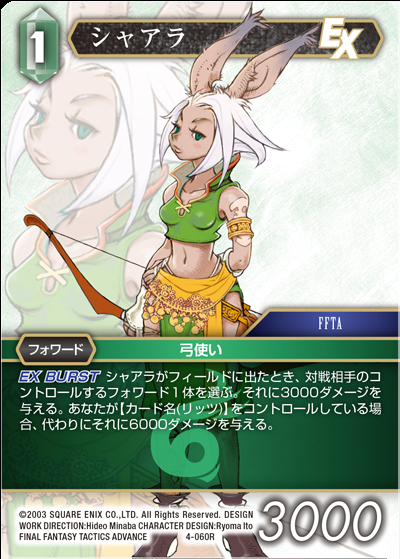 1
シャアラ
EX
FFTA
フォワード
弓使い
EX BURST シャアラがフィールドに出たとき、対戦相手のコ
ントロールするフォワード1体を選ぶ。それに3000ダメージを
与える。あなたが【カード名(リッツ)】をコントロールしている場
合、代わりにそれに6000ダメージを与える。
©2003 SQUARE ENIX CO.,LTD. All Rights Reserved. DESIGN
WORK DIRECTION:Hideo Minaba CHARACTER DESIGN:Ryoma Ito
FINAL FANTASY TACTICS ADVANCE
4-060R
3000